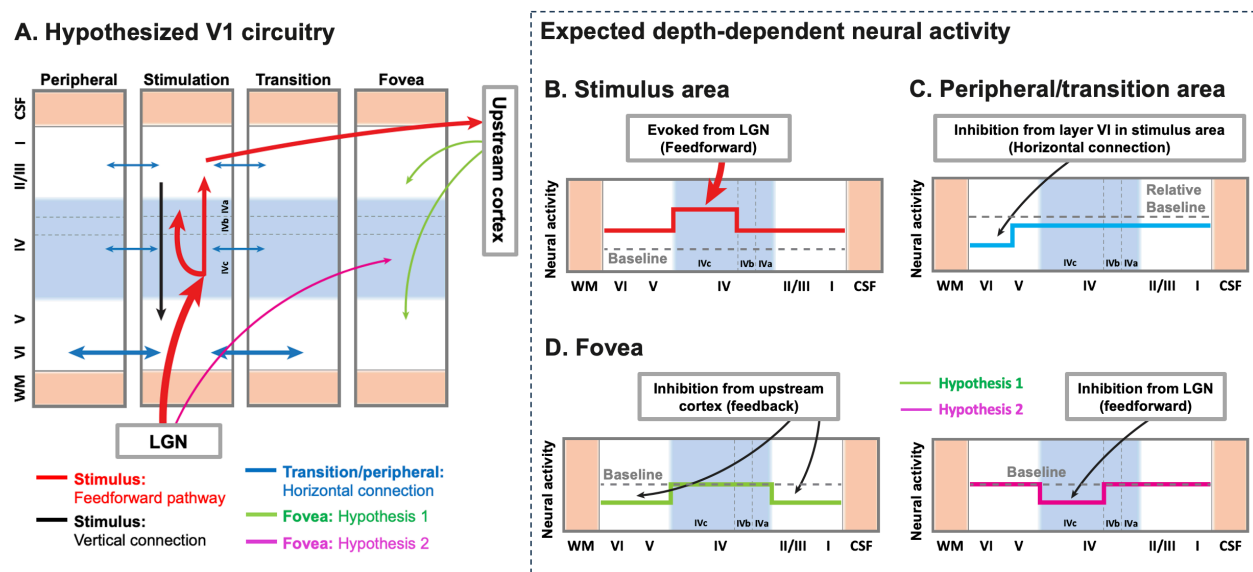 A. Hypothesized V1 circuitry
Peripheral Stimulation Transition Fovea
CSF
I
II/III
IV
V
VI
WM
IVa
IVb
IVc
Upstream
cortex
LGN
Stimulus:
Feedforward pathway
Stimulus:
Vertical connection
Transition/peripheral:
Horizontal connection
Fovea: Hypothesis 1
Fovea: Hypothesis 2
Expected depth-dependent neural activity
B. Stimulus area
Evoked from LGN
(Feedforward)
Neural activity
Baseline
IVc IVb IVa
WM VI V IV II/III I CSF
C. Peripheral/transition area
Inhibition from layer VI in stimulus area
(Horizontal connection)
Neural activity
Relative
Baseline
IVc IVb IVa
WM VI V IV II/III I CSF
D. Fovea
Inhibition from upstream
cortex (feedback)
Neural activity
Baseline
IVc IVb IVa
WM VI V IV II/III I CSF
Hypothesis 1
Hypothesis 2
Inhibition from LGN
(feedforward)
Neural activity
Baseline
IVc IVb IVa
WM VI V IV II/III I CSF